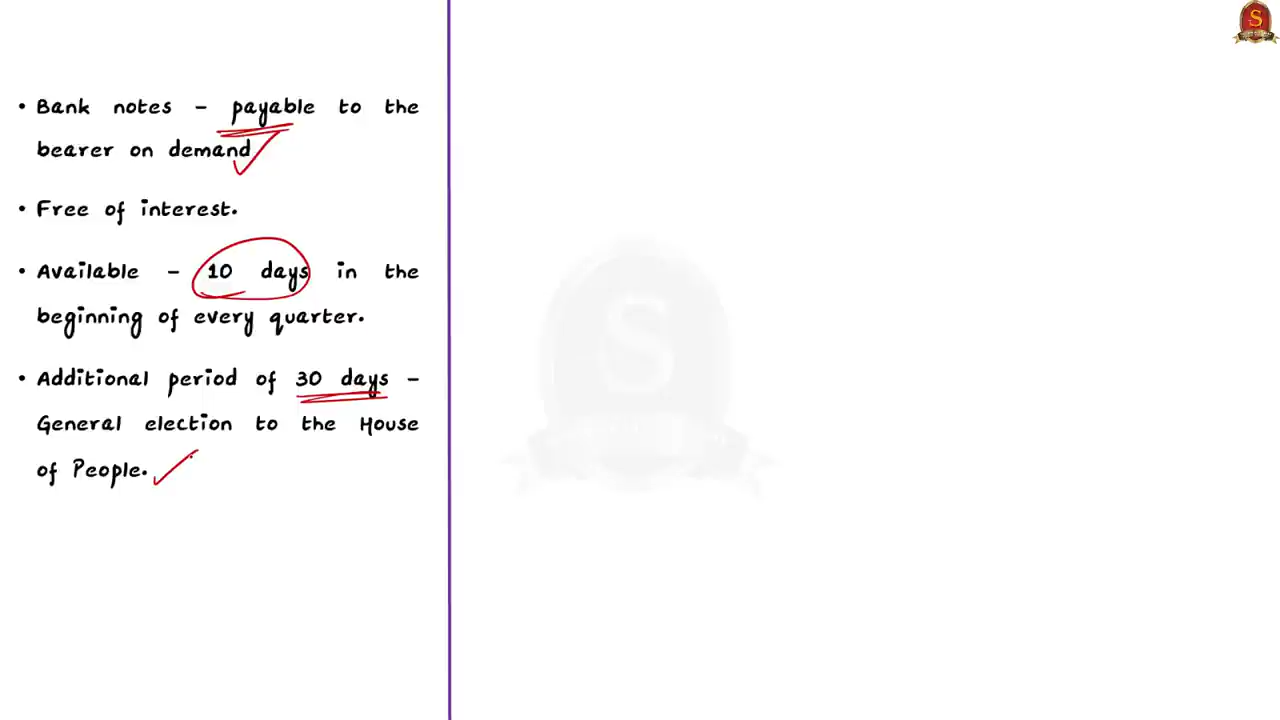 • Bank notes – payable to the
bearer on demand
• Free of interest.
• Available – 10 days in the
beginning of every quarter.
• Additional period of 30 days –
General election to the House
of People.
S
S